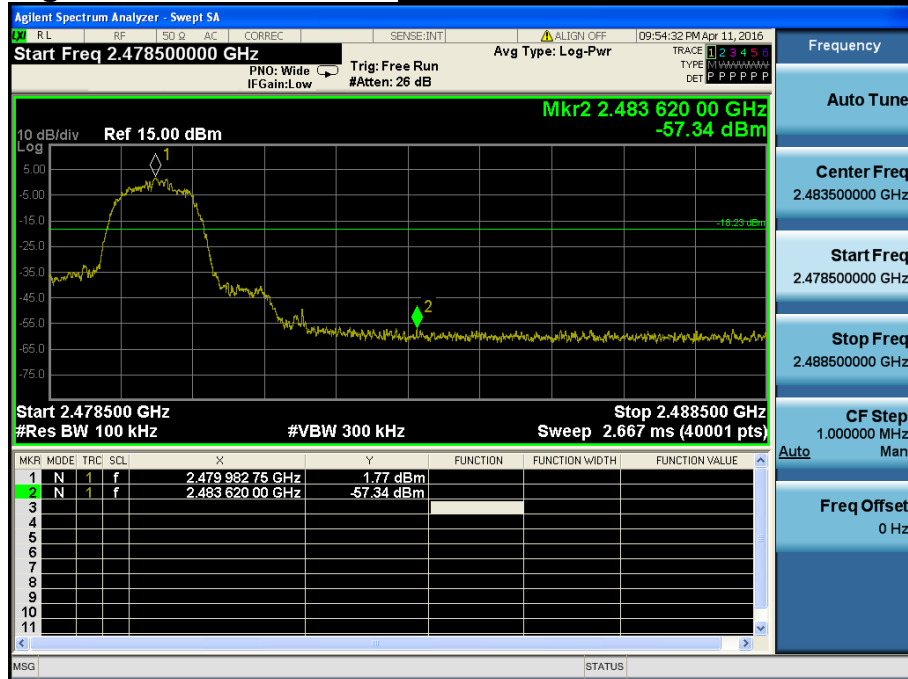 Agilent Spectrum Analyzer - Swept SA
LXI RL RF 50 Ω AC CORREC SENSE:INT ALIGN OFF 09:54:32 PM Apr 11, 2016
Start Freq 2.478500000 GHz
PNO: Wide
IFGain:Low
Trig: Free Run
#Atten: 26 dB
Avg Type: Log-Pwr
TRACE 1 2 3 4 5 6
TYPE M WWWWW
DET P P P P P P
Mkr2 2.483 620 00 GHz
-57.34 dBm
10 dB/div Ref 15.00 dBm
Log
5.00
-5.00
-15.0
-25.0
-35.0
-45.0
-55.0
-65.0
-75.0
1
2
-18.23 dBm
Start 2.478500 GHz Stop 2.488500 GHz
#Res BW 100 kHz #VBW 300 kHz Sweep 2.667 ms (40001 pts)
MKR MODE TRC SCL X Y FUNCTION FUNCTION WIDTH FUNCTION VALUE
1 N 1 f 2.479 982 75 GHz 1.77 dBm
2 N 1 f 2.483 620 00 GHz -57.34 dBm
3
4
5
6
7
8
9
10
11
MSG STATUS
Frequency
Auto Tune
Center Freq
2.483500000 GHz
Start Freq
2.478500000 GHz
Stop Freq
2.488500000 GHz
CF Step
1.000000 MHz
Auto Man
Freq Offset
0 Hz